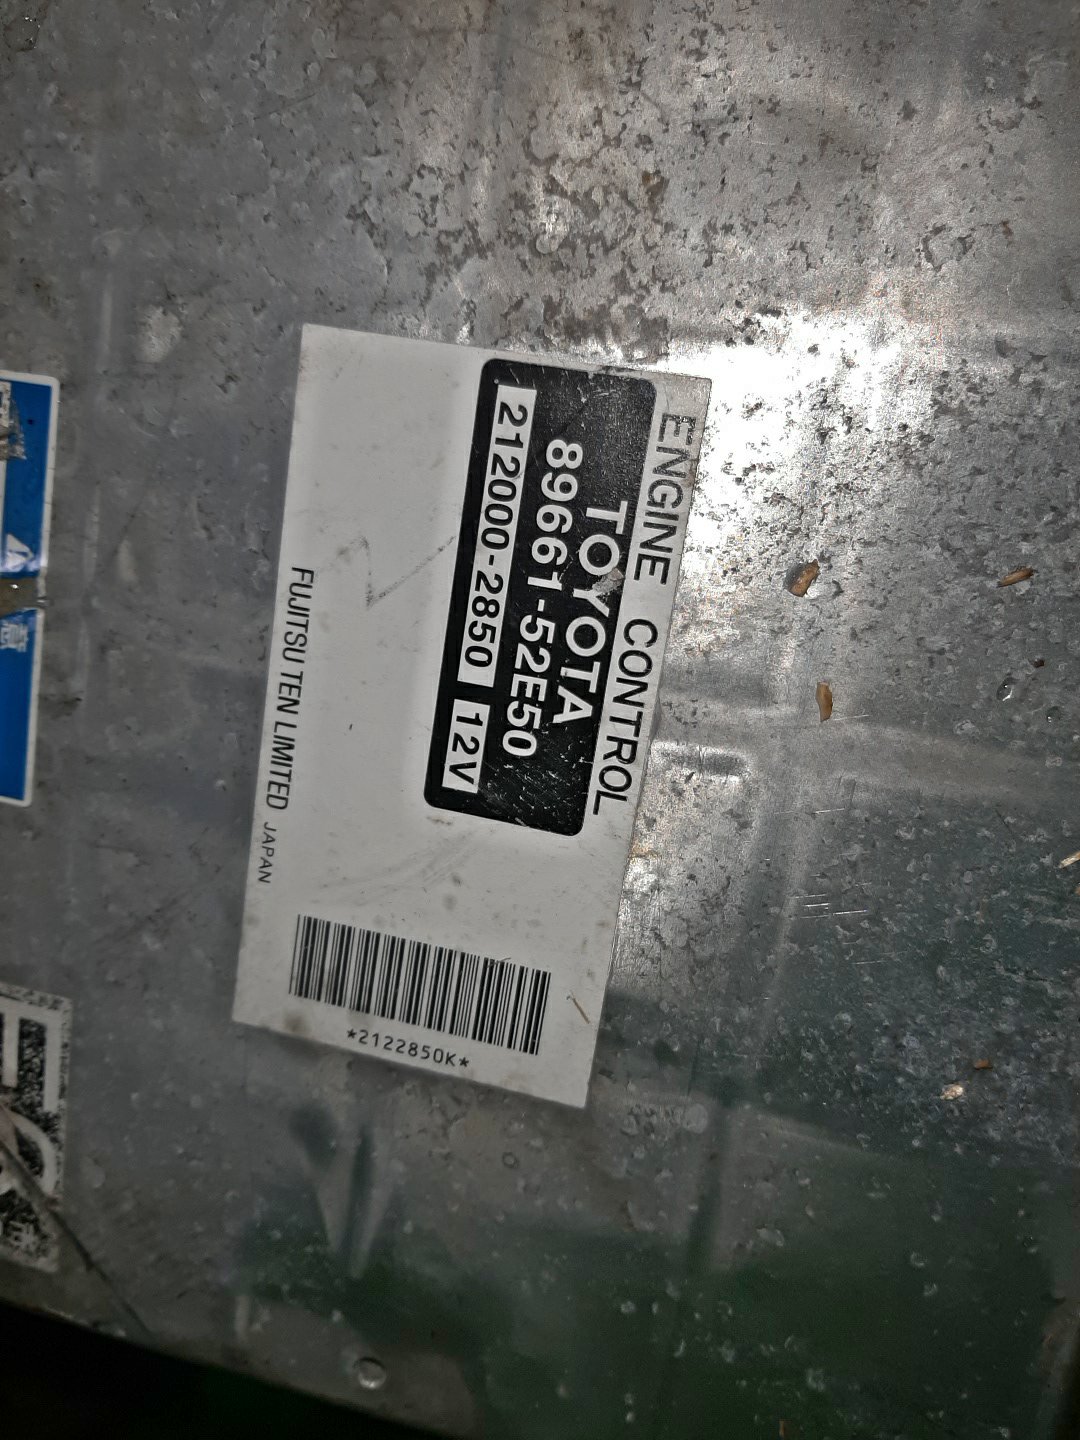 ENGINE CONTROL
TOYOTA
89661-52E50
212000-2850 12V
FUJITSU TEN LIMITED JAPAN
*2122850K*